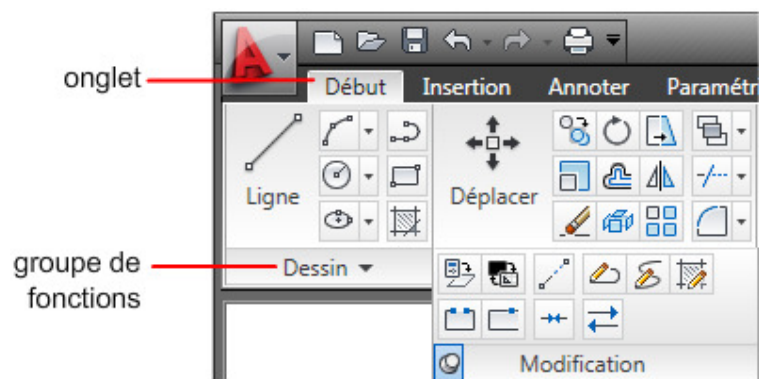 onglet
Début Insertion Annoter Paramétr
Ligne
Déplacer
groupe de
fonctions
Dessin
Modification